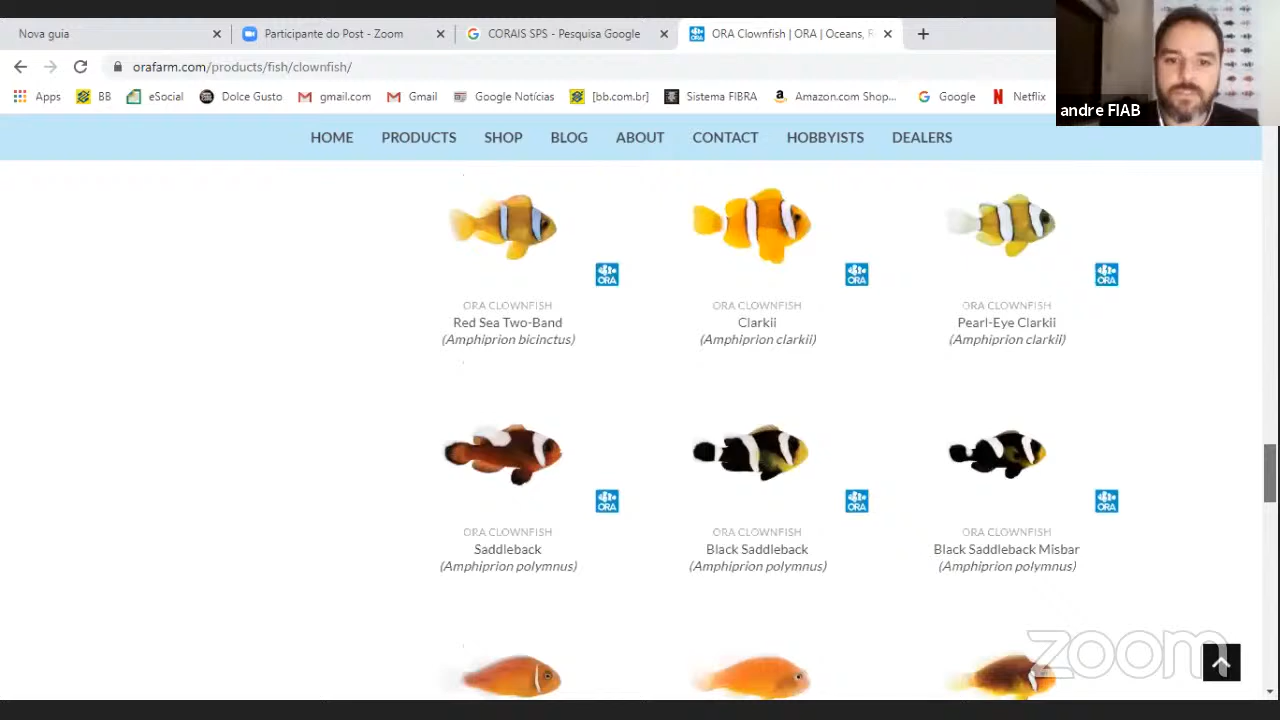 Nova guia
Participante do Post - Zoom
CORAIS SPS - Pesquisa Google
ORA Clownfish | ORA | Oceans, R
orafarm.com/products/fish/clownfish/
Apps
BB
eSocial
Dolce Gusto
gmail.com
Gmail
Google Notícias
[bb.com.br]
Sistema FIBRA
Amazon.com Shop...
Google
Netflix
andre FIAB
HOME
PRODUCTS
SHOP
BLOG
ABOUT
CONTACT
HOBBYISTS
DEALERS
ORA
ORA
ORA
ORA CLOWNFISH
Red Sea Two-Band
(Amphiprion bicinctus)
ORA CLOWNFISH
Clarkii
(Amphiprion clarkii)
ORA CLOWNFISH
Pearl-Eye Clarkii
(Amphiprion clarkii)
ORA
ORA
ORA
ORA CLOWNFISH
Saddleback
(Amphiprion polymnus)
ORA CLOWNFISH
Black Saddleback
(Amphiprion polymnus)
ORA CLOWNFISH
Black Saddleback Misbar
(Amphiprion polymnus)
zoom